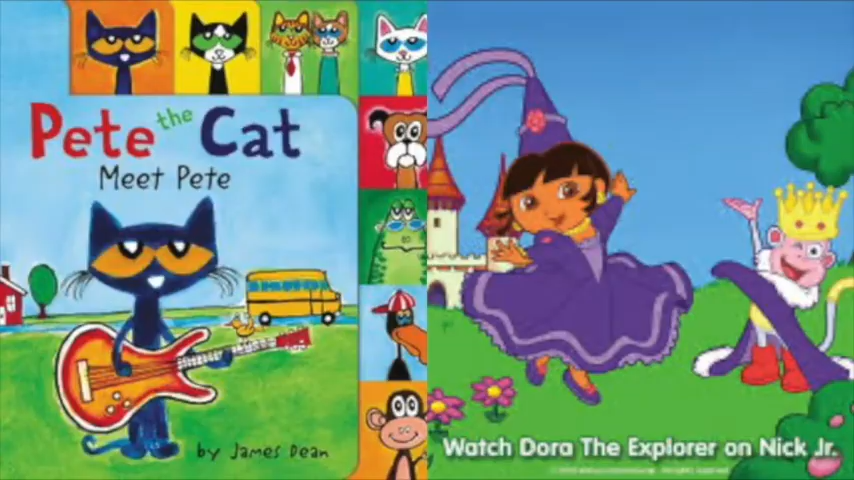 Pete the Cat
Meet Pete
by James Dean
Watch Dora The Explorer on Nick Jr.